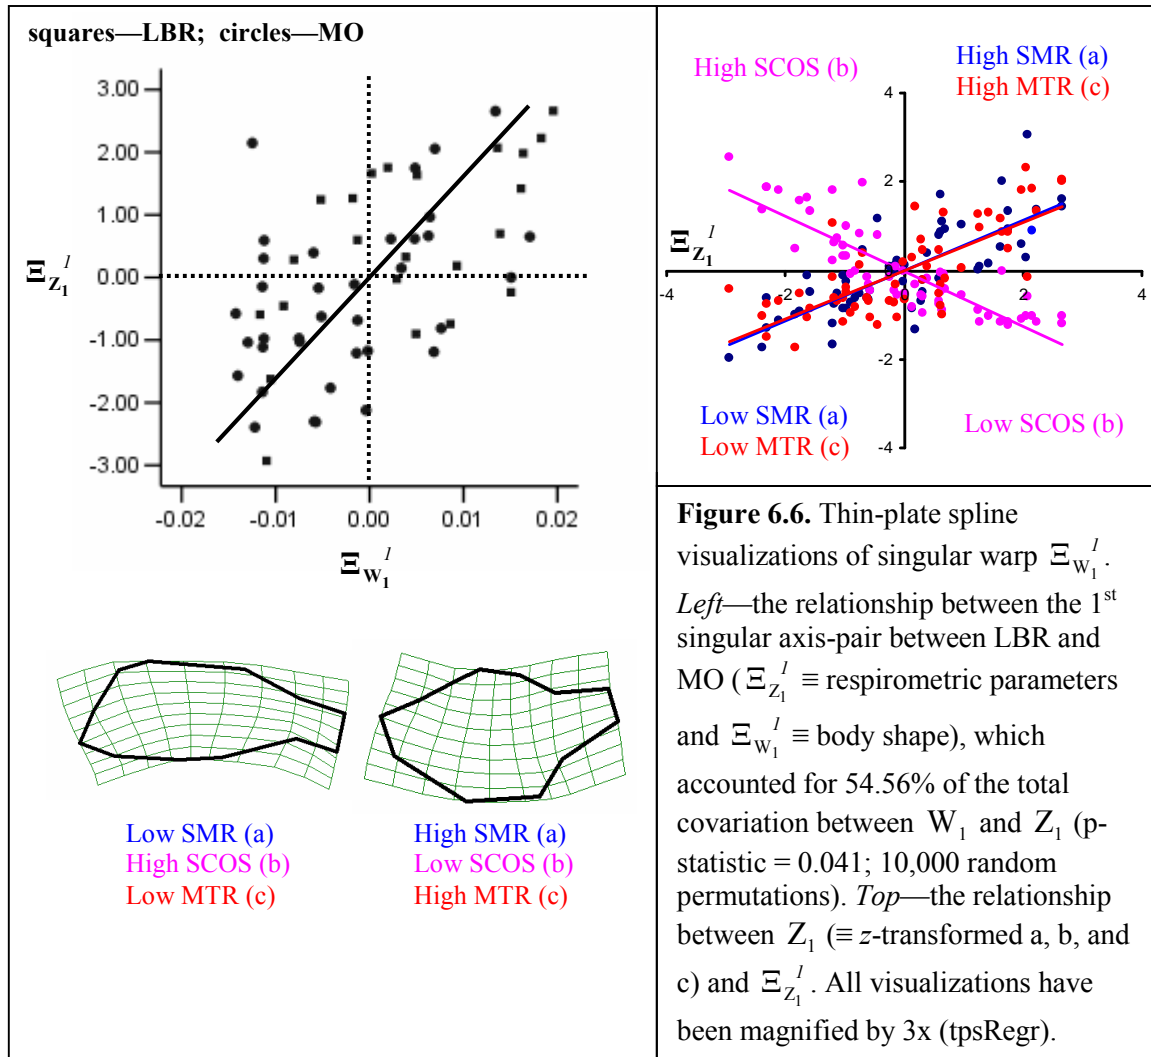 squares—LBR; circles—MO
3.00
2.00
1.00
0.00
-1.00
-2.00
-3.00
Ξ_{Z_1}^l
-0.02 -0.01 0.00 0.01 0.02
Ξ_{W_1}^l
Low SMR (a)
High SCOS (b)
Low MTR (c)
High SMR (a)
Low SCOS (b)
High MTR (c)
High SCOS (b)
High SMR (a)
High MTR (c)
4
2
Ξ_{Z_1}^l
-4 -2 0 2 4
-2
-4
Low SMR (a)
Low MTR (c)
Low SCOS (b)
Figure 6.6. Thin-plate spline
visualizations of singular warp Ξ_{W_1}^l.
Left—the relationship between the 1st
singular axis-pair between LBR and
MO (Ξ_{Z_1}^l ≡ respirometric parameters
and Ξ_{W_1}^l ≡ body shape), which
accounted for 54.56% of the total
covariation between W_1 and Z_1 (p-
statistic = 0.041; 10,000 random
permutations). Top—the relationship
between Z_1 (≡ z-transformed a, b, and
c) and Ξ_{Z_1}^l. All visualizations have
been magnified by 3x (tpsRegr).